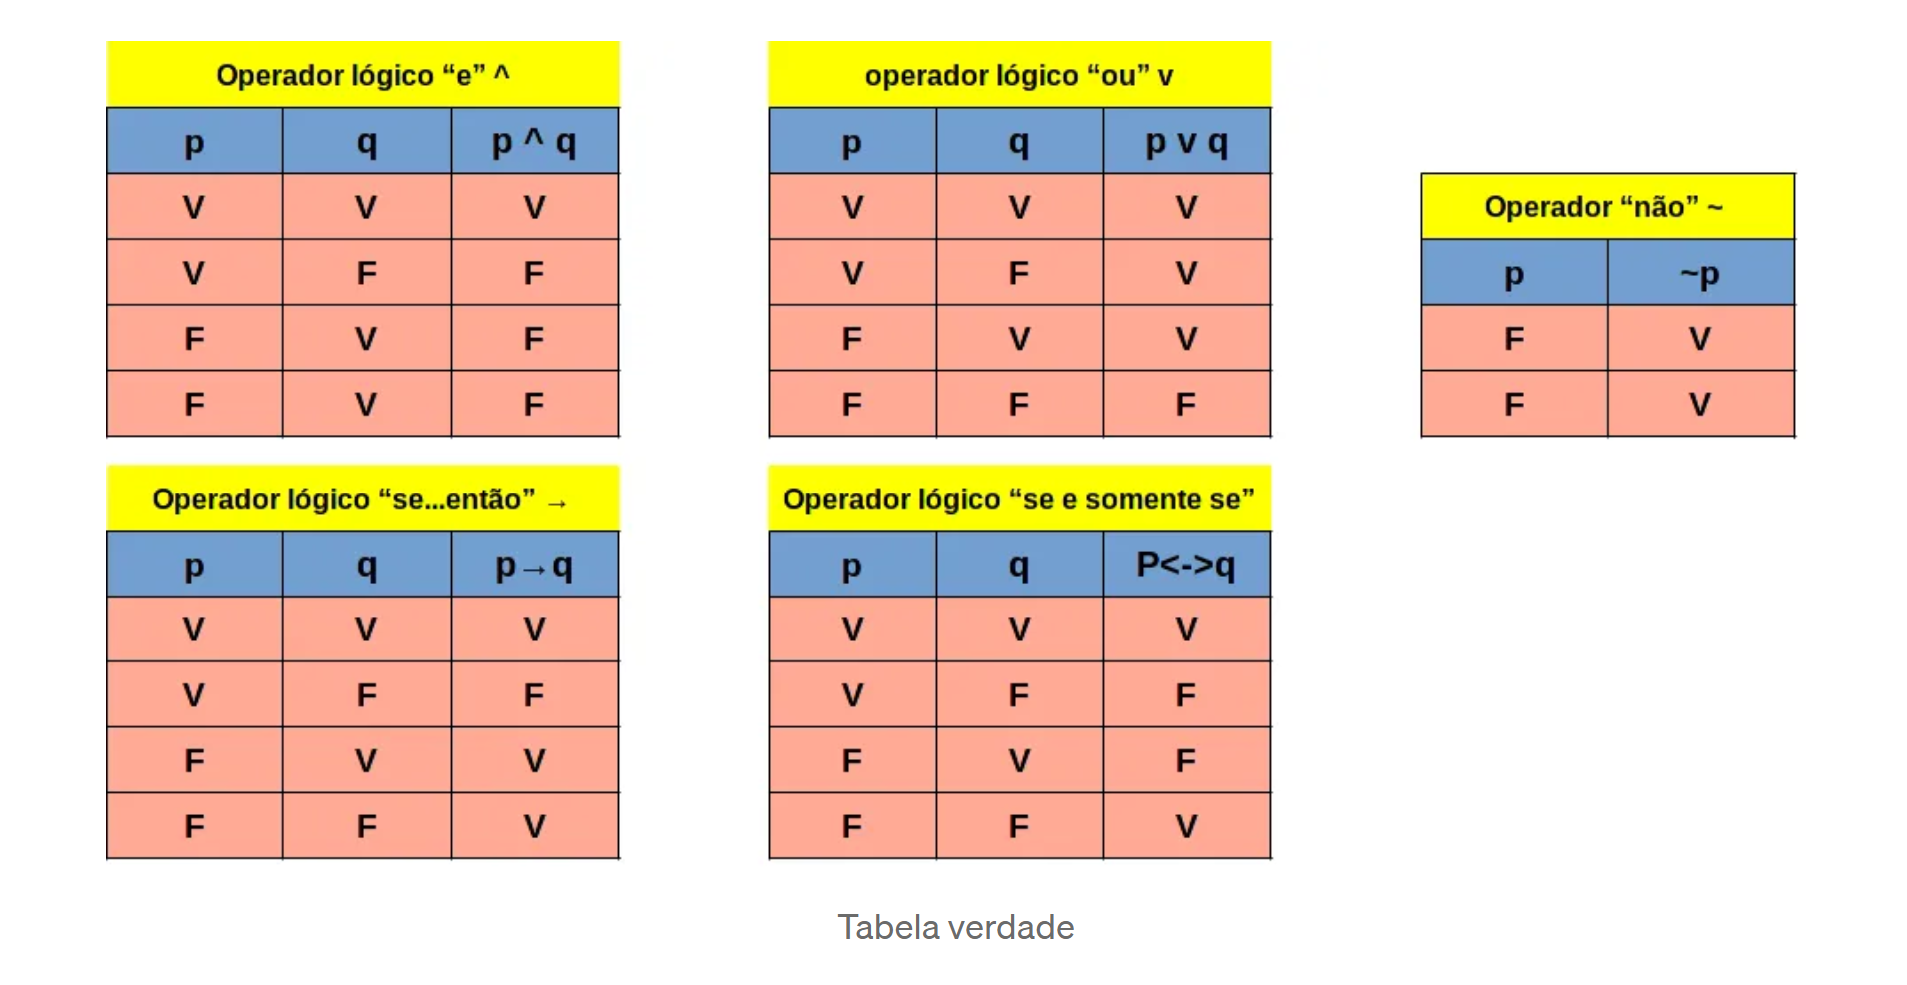 Operador lógico “e” ^
p q p ^ q
V V V
V F F
F V F
F V F
operador lógico “ou” v
p q p v q
V V V
V F V
F V V
F F F
Operador “não” ~
p ~p
F V
F V
Operador lógico “se...então” →
p q p→q
V V V
V F F
F V V
F F V
Operador lógico “se e somente se”
p q P<->q
V V V
V F F
F V F
F F V
Tabela verdade